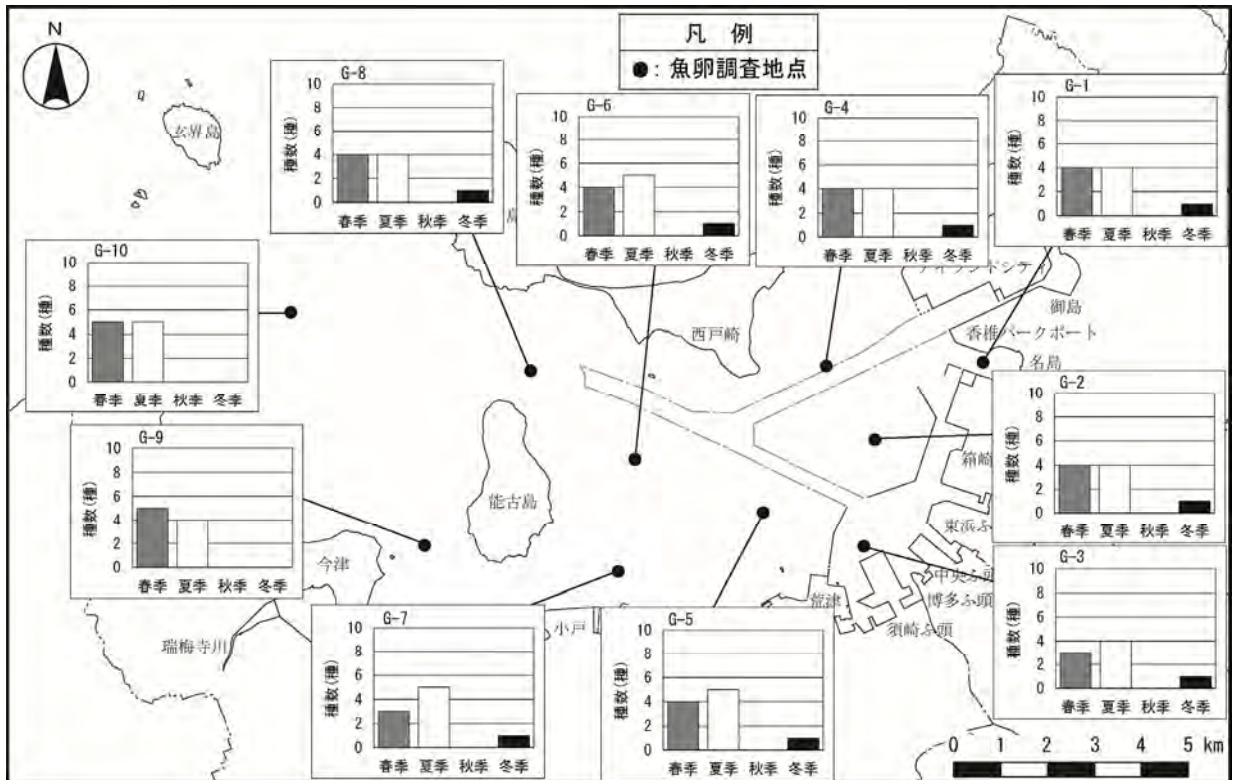 N
凡 例
●：魚卵調査地点
玄界島
島
G-8
種数(種)
10
8
6
4
2
0
春季 夏季 秋季 冬季
G-6
種数(種)
10
8
6
4
2
0
春季 夏季 秋季 冬季
G-4
種数(種)
10
8
6
4
2
0
春季 夏季 秋季 冬季
G-1
種数(種)
10
8
6
4
2
0
春季 夏季 秋季 冬季
アイランドシティ
御島
香椎パークポート
名島
西戸崎
G-10
種数(種)
10
8
6
4
2
0
春季 夏季 秋季 冬季
G-2
種数(種)
10
8
6
4
2
0
春季 夏季 秋季 冬季
箱崎
G-9
種数(種)
10
8
6
4
2
0
春季 夏季 秋季 冬季
能古島
今津
東浜ふ
中央ふ頭
博多ふ頭
須崎ふ頭
荒津
小戸
瑞梅寺川
G-3
種数(種)
10
8
6
4
2
0
春季 夏季 秋季 冬季
G-7
種数(種)
10
8
6
4
2
0
春季 夏季 秋季 冬季
G-5
種数(種)
10
8
6
4
2
0
春季 夏季 秋季 冬季
0 1 2 3 4 5 km